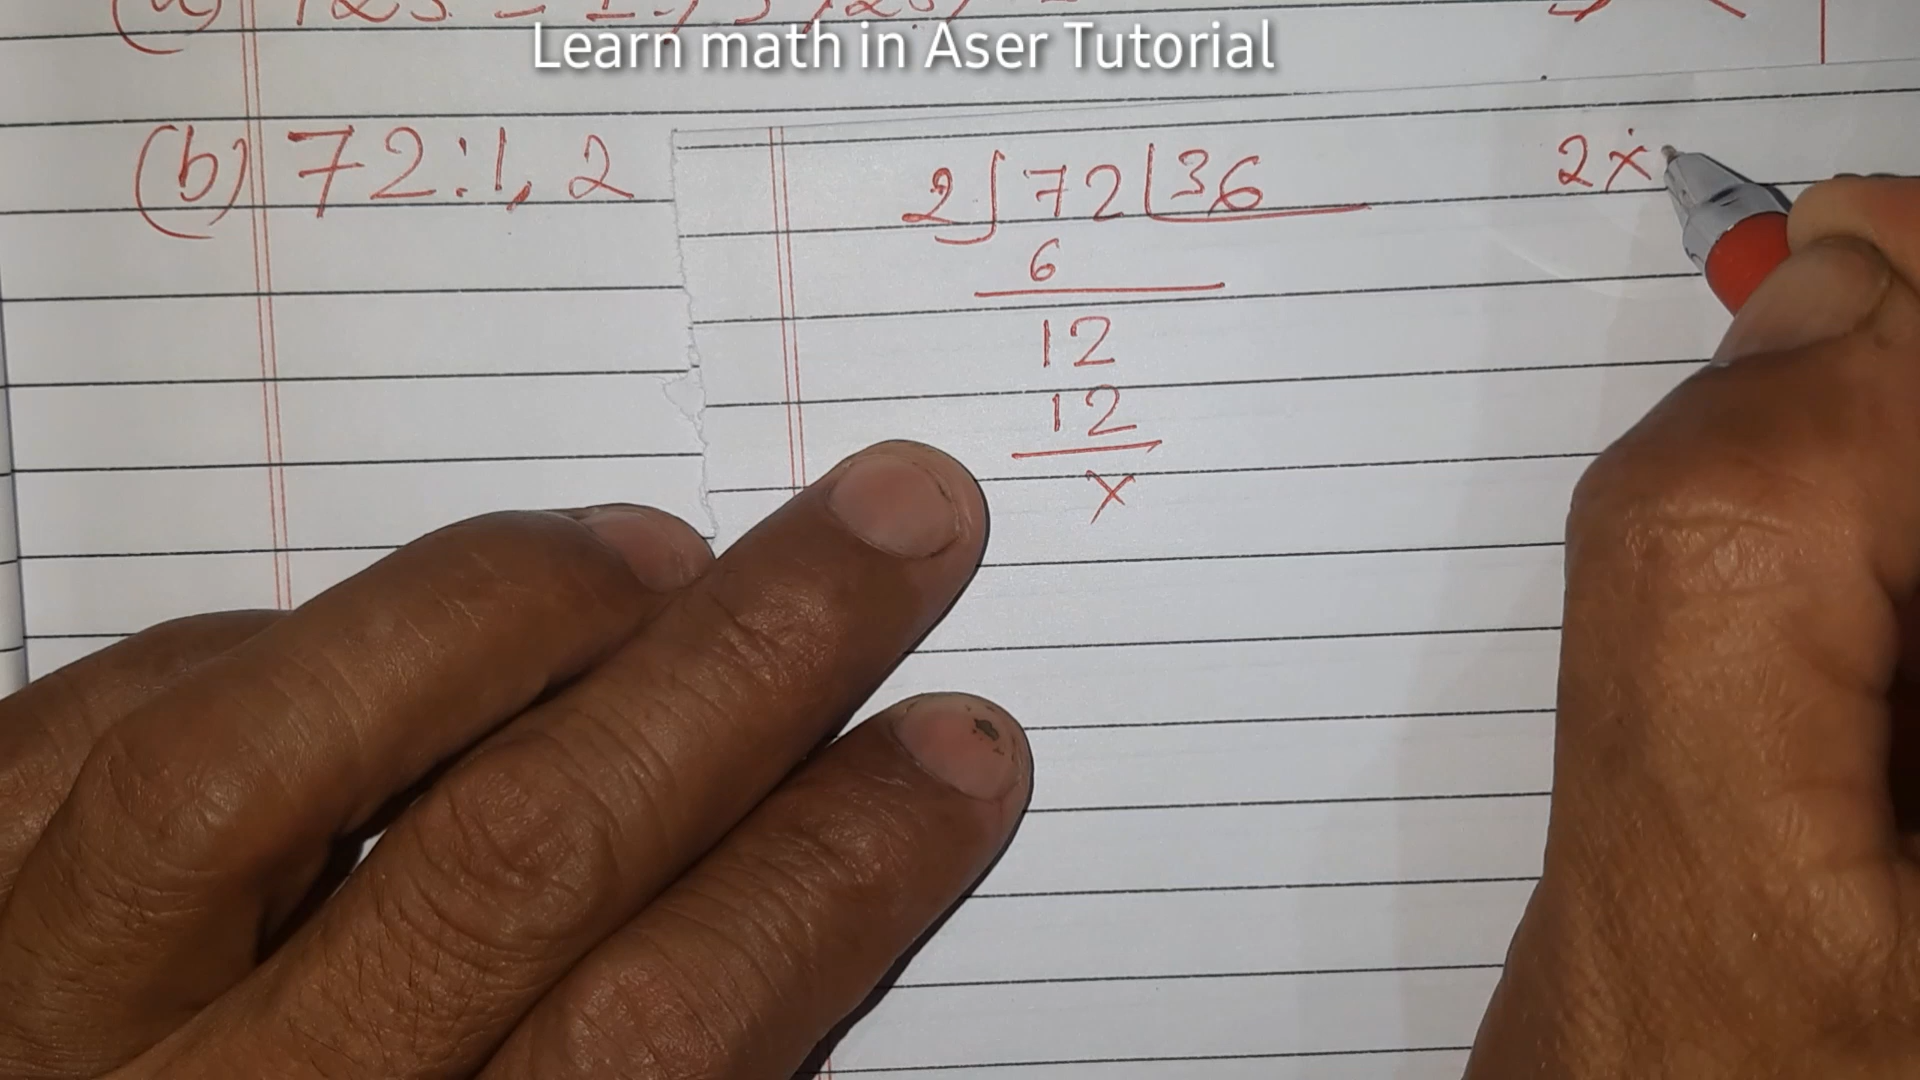 Learn math in Aser Tutorial
(b) 72:1, 2
2)72(36
6
12
12
x
2x